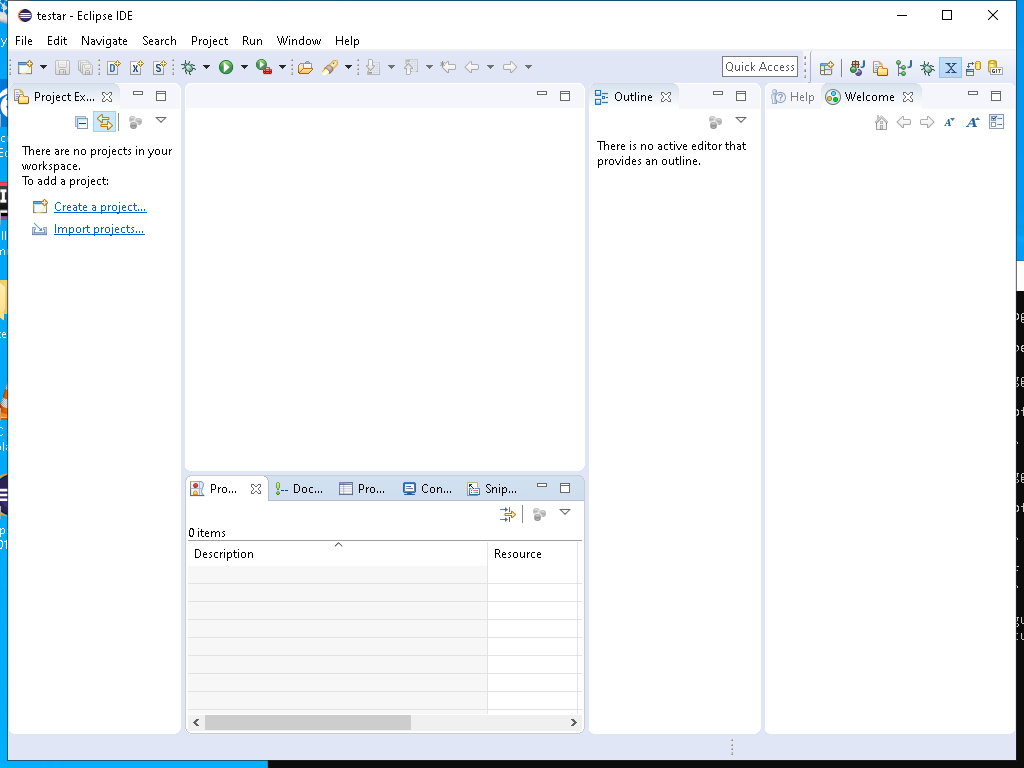 testar - Eclipse IDE
File Edit Navigate Search Project Run Window Help
Quick Access
Project Ex...
Outline
Help
Welcome
There are no projects in your
workspace.
To add a project:
Create a project...
Import projects...
There is no active editor that
provides an outline.
Pro...
Doc...
Pro...
Con...
Snip...
0 items
Description
Resource